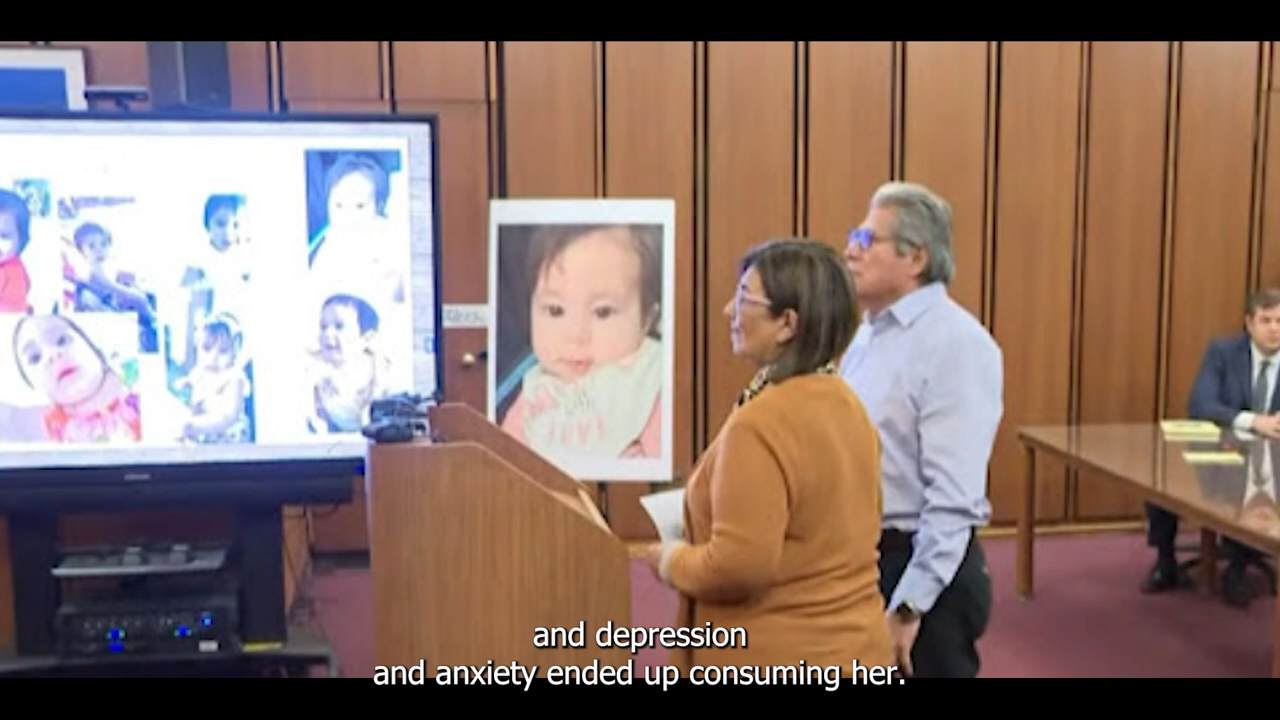 and depression
and anxiety ended up consuming her.